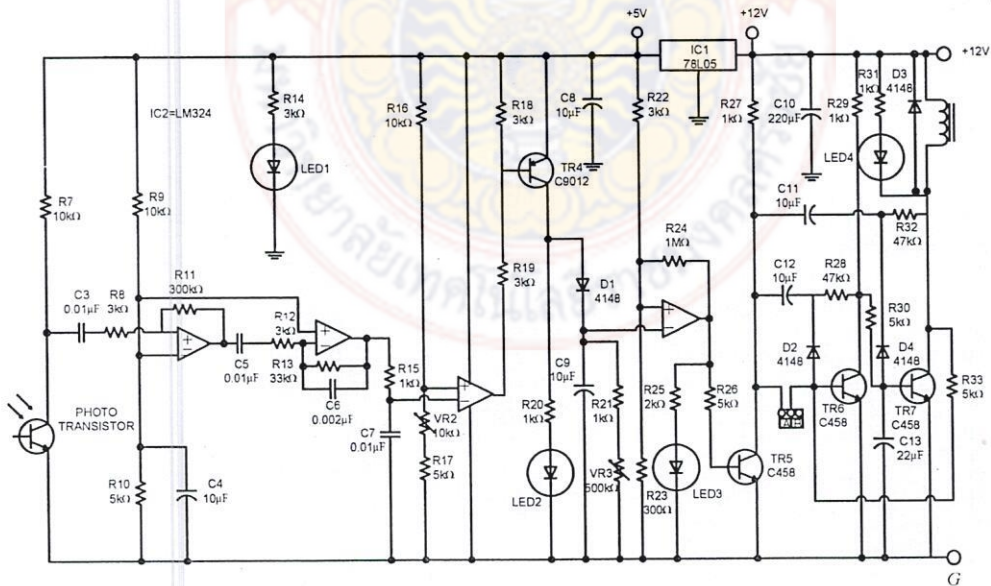 +5V
+12V
IC1
78L05
+12V
IC2=LM324
R14
3kΩ
LED1
R16
10kΩ
R18
3kΩ
C8
10μF
R22
3kΩ
R27
1kΩ
C10
220μF
R29
1kΩ
R31
1kΩ
D3
4148
LED4
TR4
C9012
R7
10kΩ
R9
10kΩ
C11
10μF
R32
47kΩ
R24
1MΩ
R19
3kΩ
D1
4148
C12
10μF
R28
47kΩ
R30
5kΩ
R11
300kΩ
C3
0.01μF
R8
3kΩ
R12
3kΩ
R13
33kΩ
C5
0.01μF
C6
0.002μF
R15
1kΩ
C7
0.01μF
VR2
10kΩ
R17
5kΩ
C9
10μF
R20
1kΩ
R21
1kΩ
R25
2kΩ
R26
5kΩ
D2
4148
D4
4148
R33
5kΩ
TR6
C458
TR7
C458
C13
22μF
PHOTO
TRANSISTOR
R10
5kΩ
C4
10μF
LED2
VR3
500kΩ
R23
300Ω
LED3
TR5
C458
G